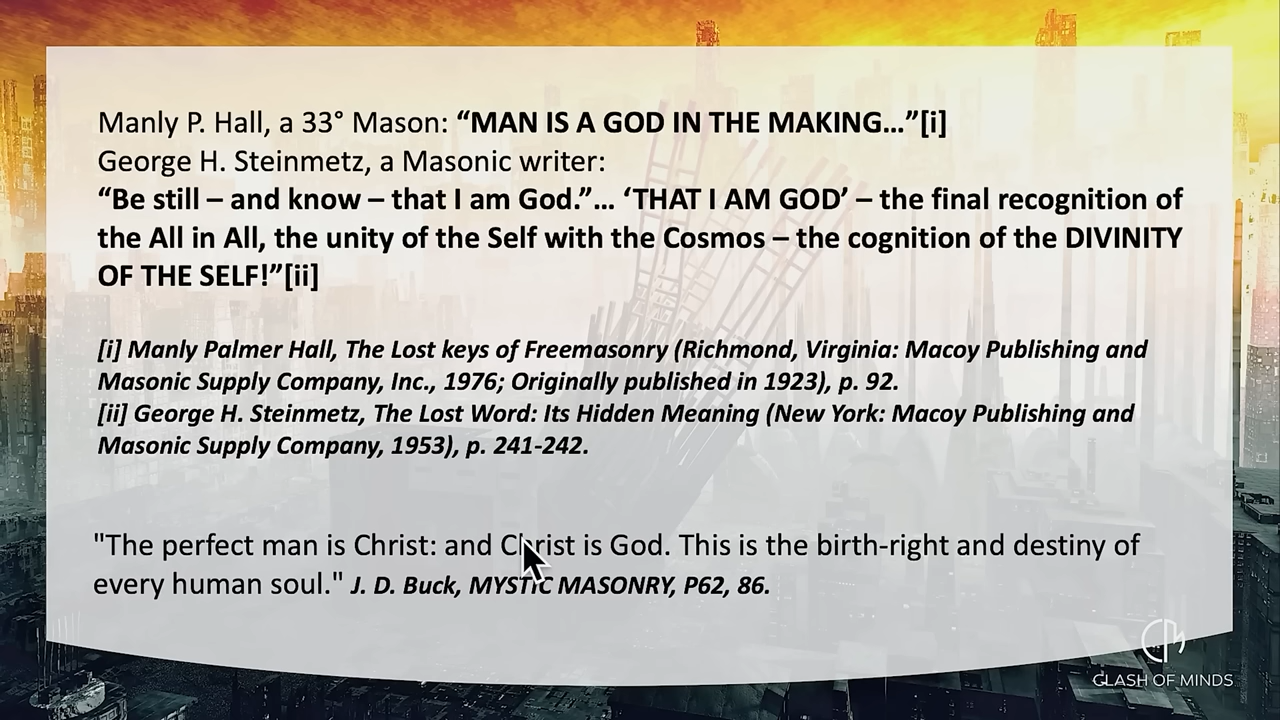 Manly P. Hall, a 33° Mason: “MAN IS A GOD IN THE MAKING...”[i]
George H. Steinmetz, a Masonic writer:
“Be still – and know – that I am God.”... ‘THAT I AM GOD’ – the final recognition of
the All in All, the unity of the Self with the Cosmos – the cognition of the DIVINITY
OF THE SELF!”[ii]
[i] Manly Palmer Hall, The Lost keys of Freemasonry (Richmond, Virginia: Macoy Publishing and
Masonic Supply Company, Inc., 1976; Originally published in 1923), p. 92.
[ii] George H. Steinmetz, The Lost Word: Its Hidden Meaning (New York: Macoy Publishing and
Masonic Supply Company, 1953), p. 241-242.
"The perfect man is Christ: and Christ is God. This is the birth-right and destiny of
every human soul." J. D. Buck, MYSTIC MASONRY, P62, 86.
CLASH OF MINDS